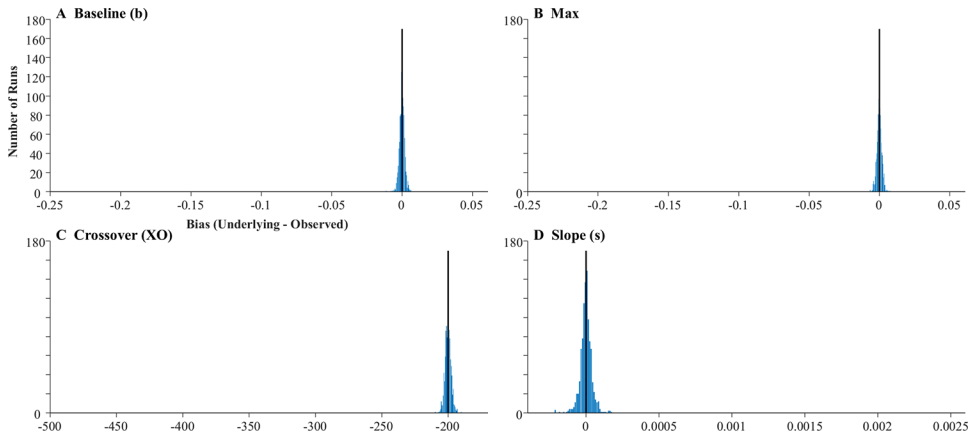 A Baseline (b)
B Max
180
160
140
120
100
80
60
40
20
0
Number of Runs
-0.25 -0.2 -0.15 -0.1 -0.05 0 0.05
Bias (Underlying - Observed)
180
0
-0.25 -0.2 -0.15 -0.1 -0.05 0 0.05
C Crossover (XO)
D Slope (s)
180
0
-500 -450 -400 -350 -300 -250 -200
180
0
0 0.0005 0.001 0.0015 0.002 0.0025